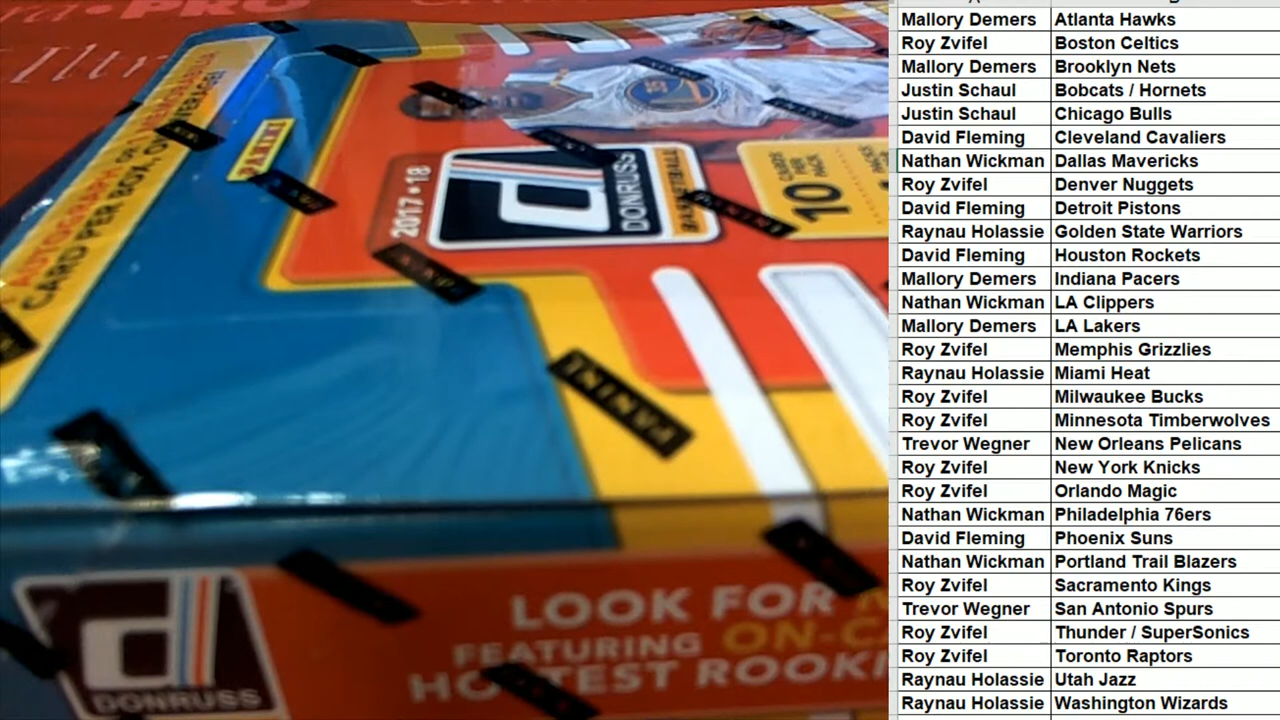 AUTOGRAPH OR MEMORABILIA
CARD PER BOX, ON AVERAGE!
PANINI
2017-18
DONRUSS
BASKETBALL
10
CARDS
PER
PACK
PANINI
LOOK FOR
FEATURING ON-CA
HOTTEST ROOKI
DONRUSS
Mallory Demers Atlanta Hawks
Roy Zvifel Boston Celtics
Mallory Demers Brooklyn Nets
Justin Schaul Bobcats / Hornets
Justin Schaul Chicago Bulls
David Fleming Cleveland Cavaliers
Nathan Wickman Dallas Mavericks
Roy Zvifel Denver Nuggets
David Fleming Detroit Pistons
Raynau Holassie Golden State Warriors
David Fleming Houston Rockets
Mallory Demers Indiana Pacers
Nathan Wickman LA Clippers
Mallory Demers LA Lakers
Roy Zvifel Memphis Grizzlies
Raynau Holassie Miami Heat
Roy Zvifel Milwaukee Bucks
Roy Zvifel Minnesota Timberwolves
Trevor Wegner New Orleans Pelicans
Roy Zvifel New York Knicks
Roy Zvifel Orlando Magic
Nathan Wickman Philadelphia 76ers
David Fleming Phoenix Suns
Nathan Wickman Portland Trail Blazers
Roy Zvifel Sacramento Kings
Trevor Wegner San Antonio Spurs
Roy Zvifel Thunder / SuperSonics
Roy Zvifel Toronto Raptors
Raynau Holassie Utah Jazz
Raynau Holassie Washington Wizards